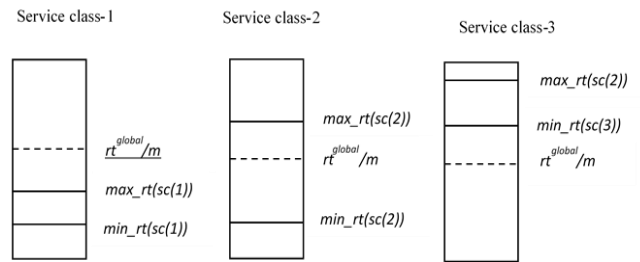 Service class-1
Service class-2
Service class-3
rt^global/m
max_rt(sc(1))
min_rt(sc(1))
max_rt(sc(2))
rt^global/m
min_rt(sc(2))
max_rt(sc(2))
min_rt(sc(3))
rt^global/m